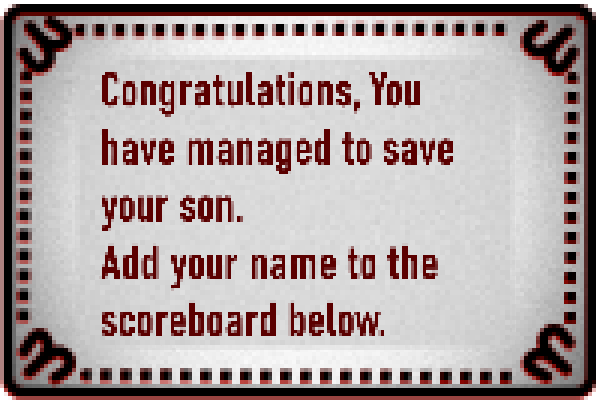 Congratulations, You
have managed to save
your son.
Add your name to the
scoreboard below.